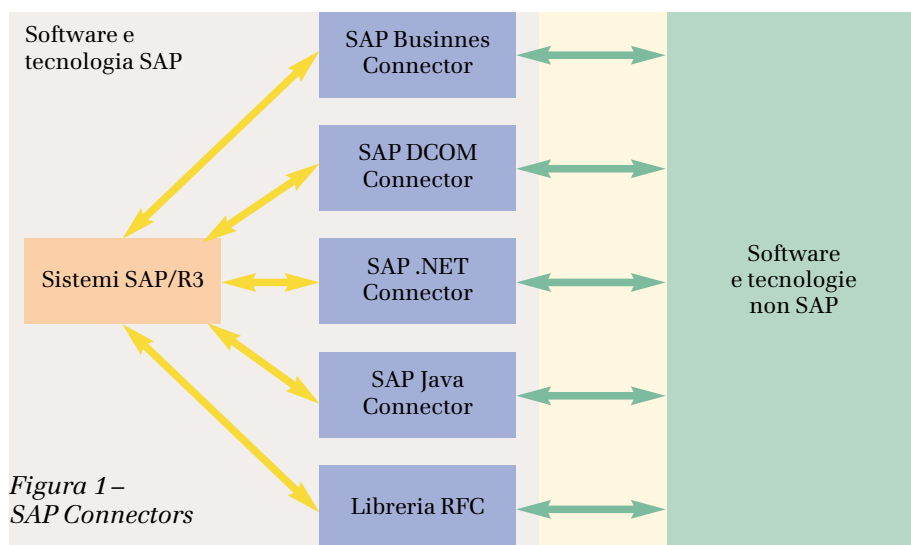 Software e
tecnologia SAP
SAP Businnes
Connector
SAP DCOM
Connector
Sistemi SAP/R3
SAP .NET
Connector
Software
e tecnologie
non SAP
SAP Java
Connector
Libreria RFC
Figura 1–
SAP Connectors